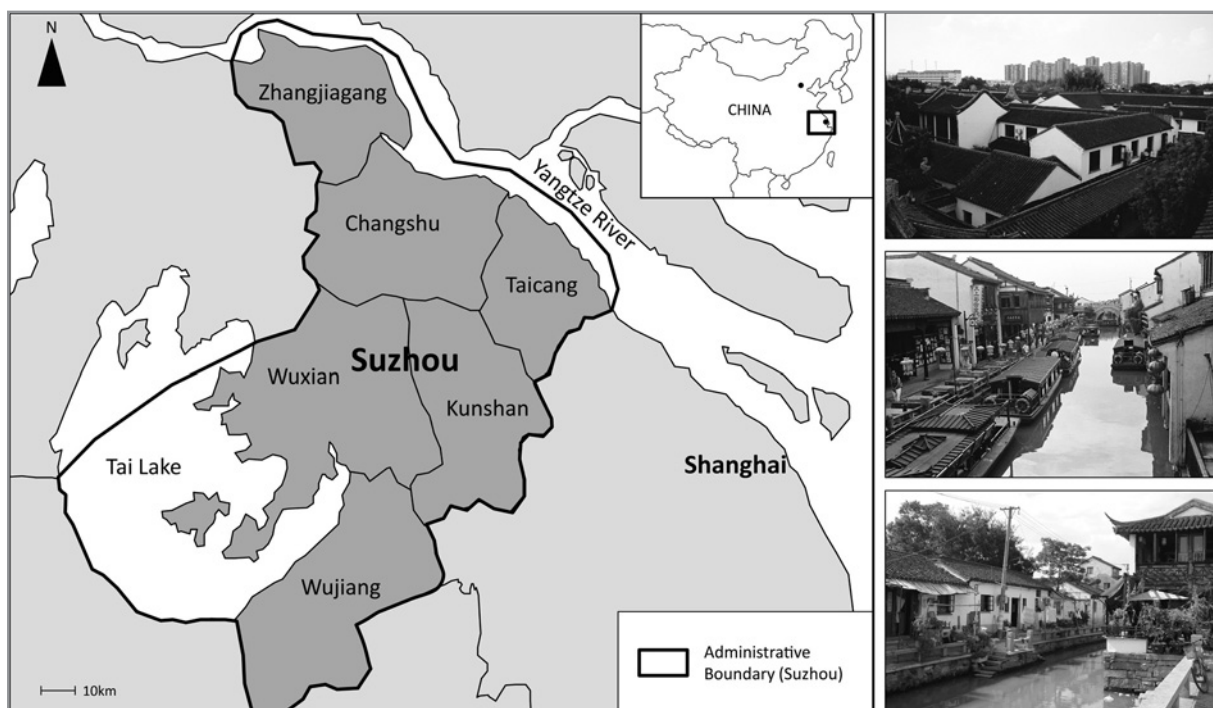 N
Zhangjiagang
CHINA
Yangtze River
Changshu
Taicang
Suzhou
Wuxian
Kunshan
Tai Lake
Shanghai
Wujiang
Administrative
Boundary (Suzhou)
10km